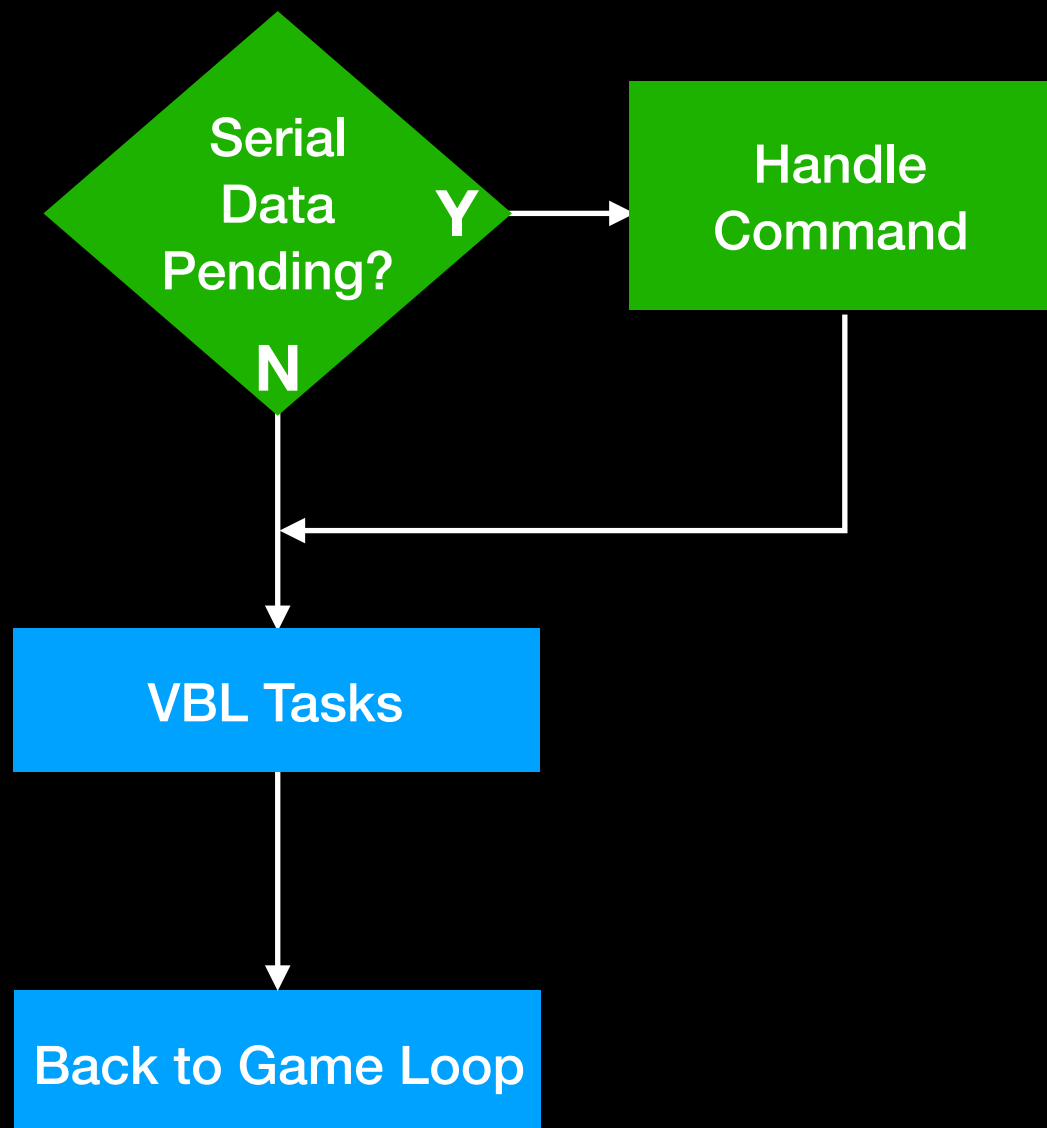 Serial
Data
Pending?
Y
N
Handle
Command
VBL Tasks
Back to Game Loop